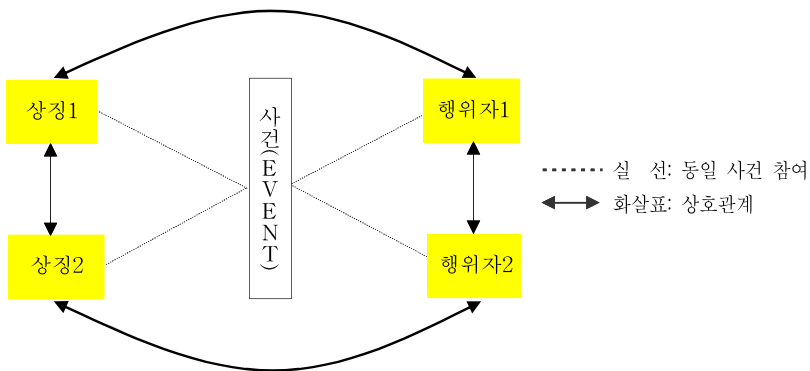 상징1
행위자1
사건(EVENT)
실 선: 동일 사건 참여
화살표: 상호관계
상징2
행위자2